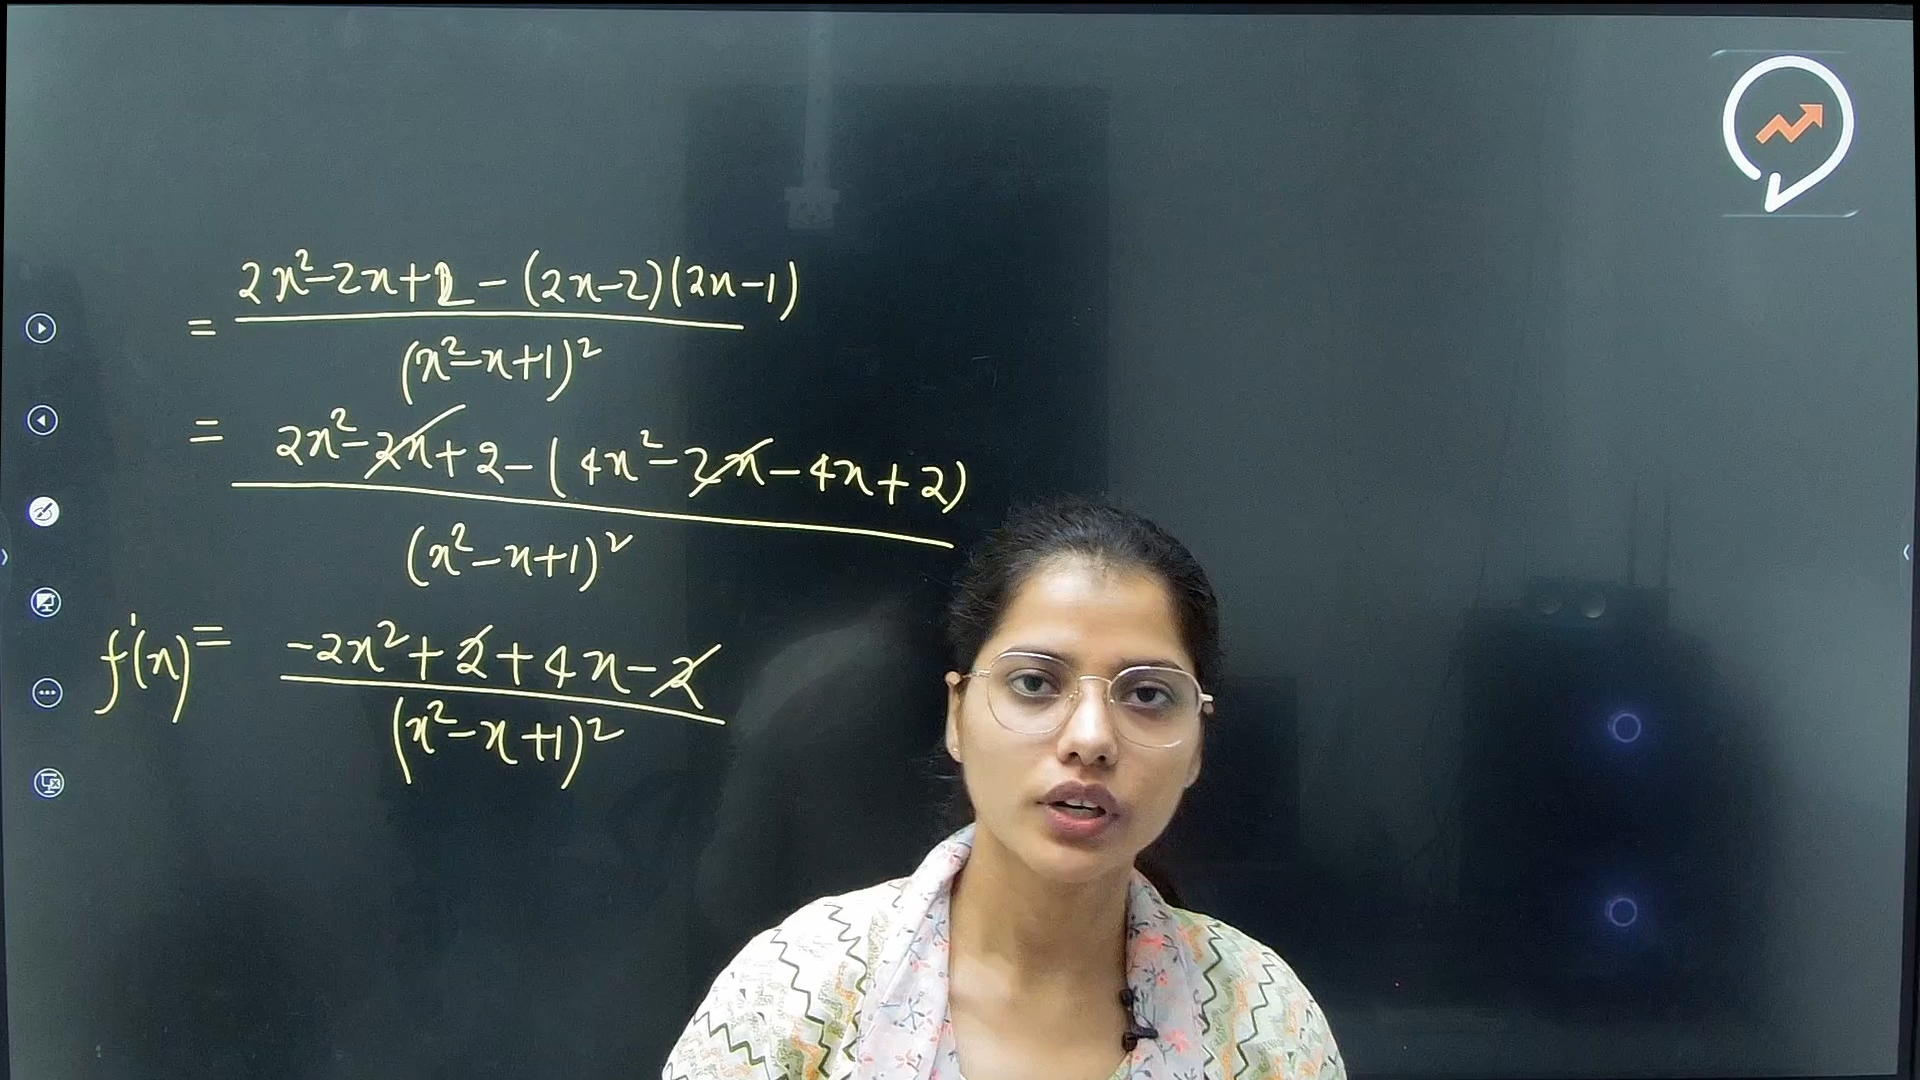 = 2x²-2x+2-(2x-2)(2x-1)
(x²-x+1)²
= 2x²-2x+2-(4x²-2x-4x+2)
(x²-x+1)²
f'(x)= -2x²+2+4x-2
(x²-x+1)²